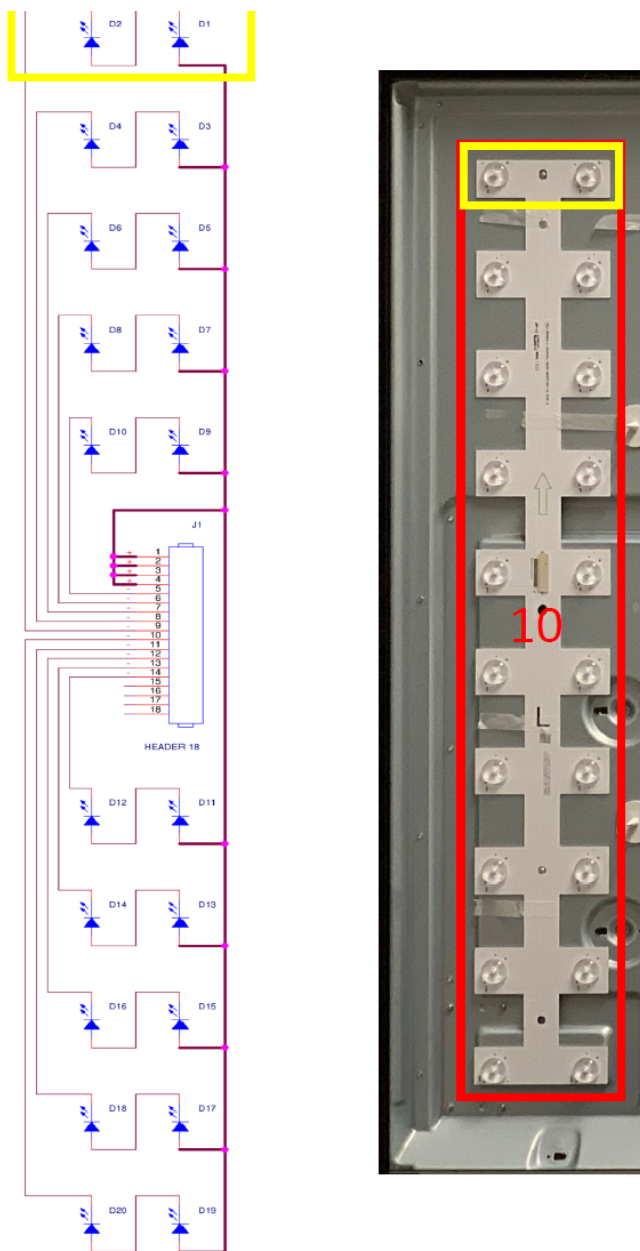 D2 D1
D4 D3
D6 D5
D8 D7
D10 D9
J1
+ 1
+ 2
+ 3
+ 4
- 5
- 6
- 7
- 8
- 9
- 10
- 11
- 12
- 13
- 14
15
16
17
18
HEADER 18
D12 D11
D14 D13
D16 D15
D18 D17
D20 D19
10
L